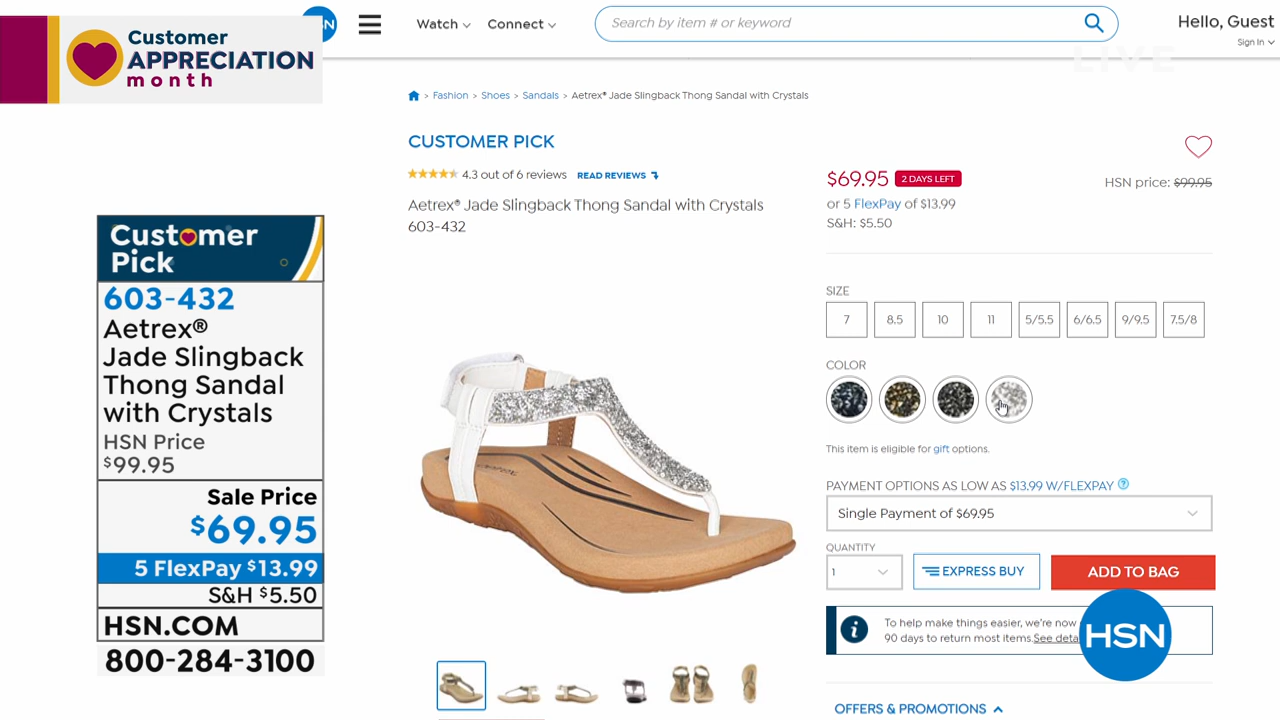 Customer
APPRECIATION
month
Watch
Connect
Search by item # or keyword
Hello, Guest
Sign In
LIVE
> Fashion > Shoes > Sandals > Aetrex® Jade Slingback Thong Sandal with Crystals
CUSTOMER PICK
4.3 out of 6 reviews READ REVIEWS
Aetrex® Jade Slingback Thong Sandal with Crystals
603-432
$69.95 2 DAYS LEFT
HSN price: $99.95
or 5 FlexPay of $13.99
S&H: $5.50
SIZE
7 8.5 10 11 5/5.5 6/6.5 9/9.5 7.5/8
COLOR
This item is eligible for gift options.
PAYMENT OPTIONS AS LOW AS $13.99 W/FLEXPAY ?
Single Payment of $69.95
QUANTITY
1
EXPRESS BUY
ADD TO BAG
To help make things easier, we're now
90 days to return most items.See deta
HSN
OFFERS & PROMOTIONS
Customer
Pick
603-432
Aetrex®
Jade Slingback
Thong Sandal
with Crystals
HSN Price
$99.95
Sale Price
$69.95
5 FlexPay $13.99
S&H $5.50
HSN.COM
800-284-3100